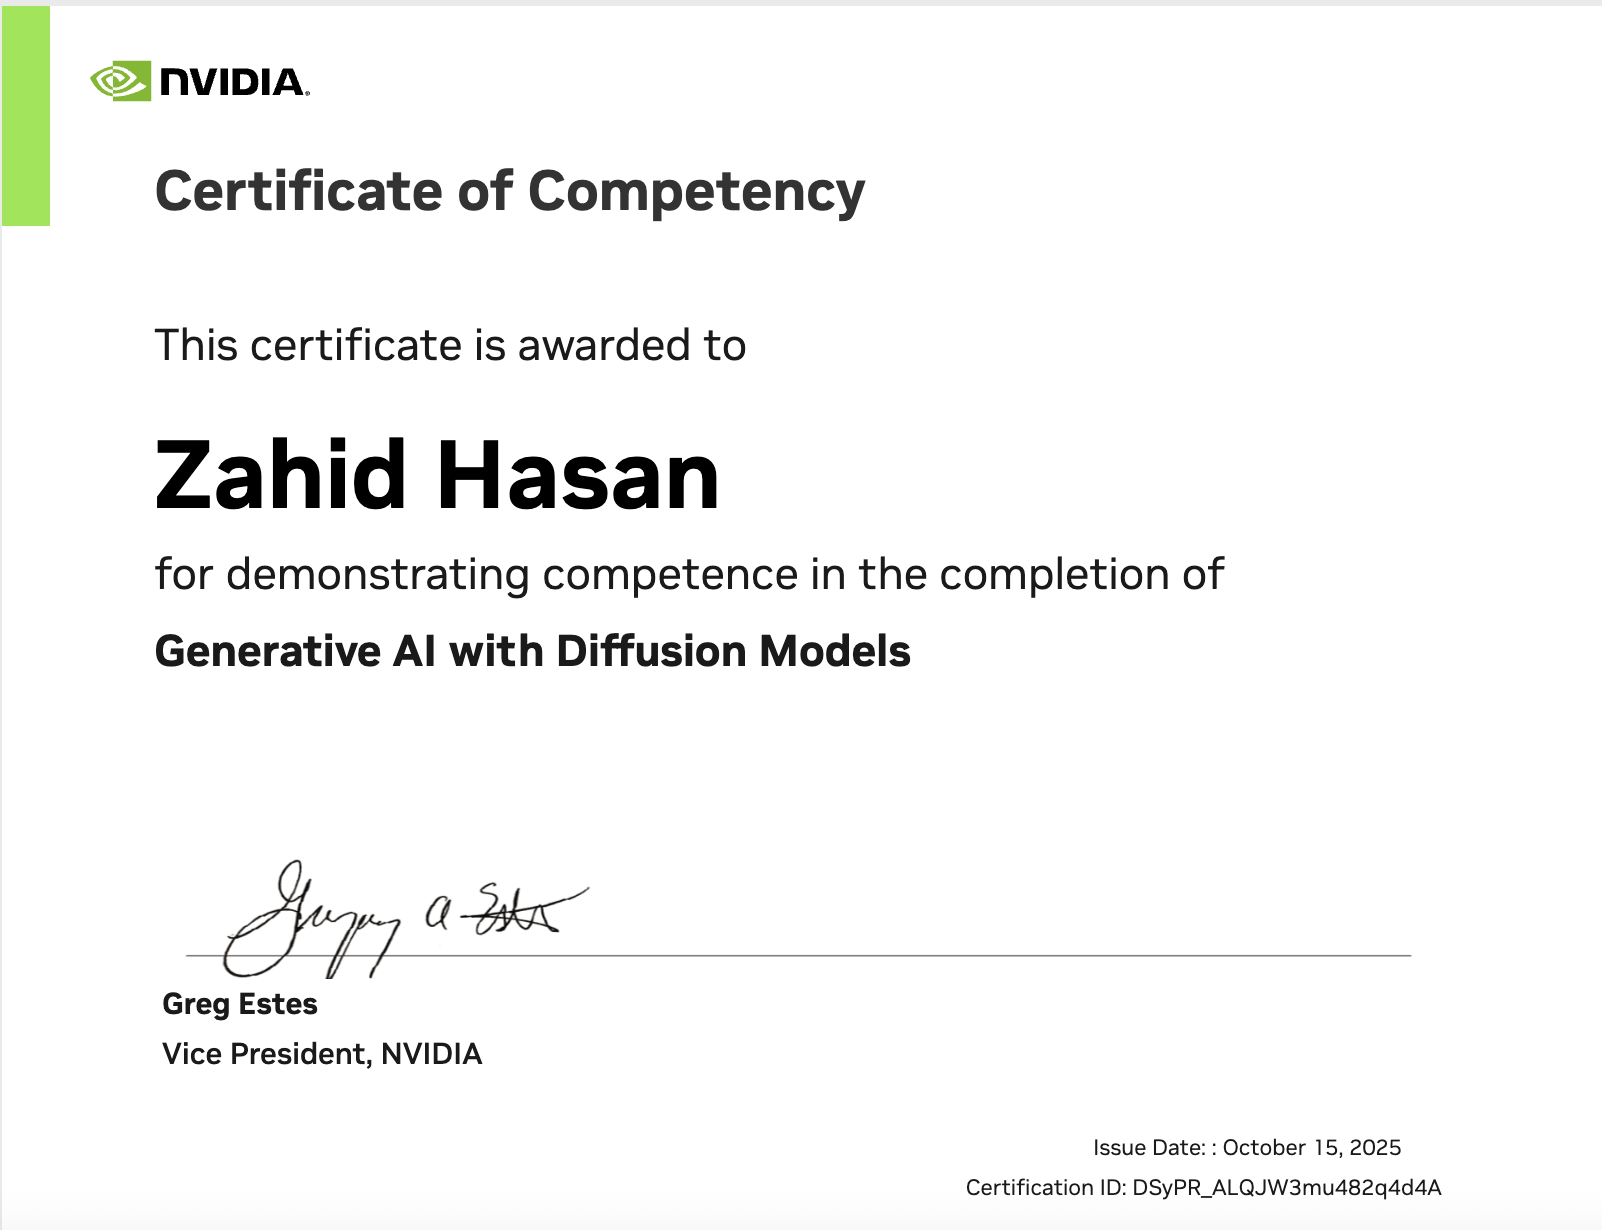 NVIDIA.
Certificate of Competency
This certificate is awarded to
Zahid Hasan
for demonstrating competence in the completion of
Generative AI with Diffusion Models
Gregory A Estes
Greg Estes
Vice President, NVIDIA
Issue Date: : October 15, 2025
Certification ID: DSyPR_ALQJW3mu482q4d4A